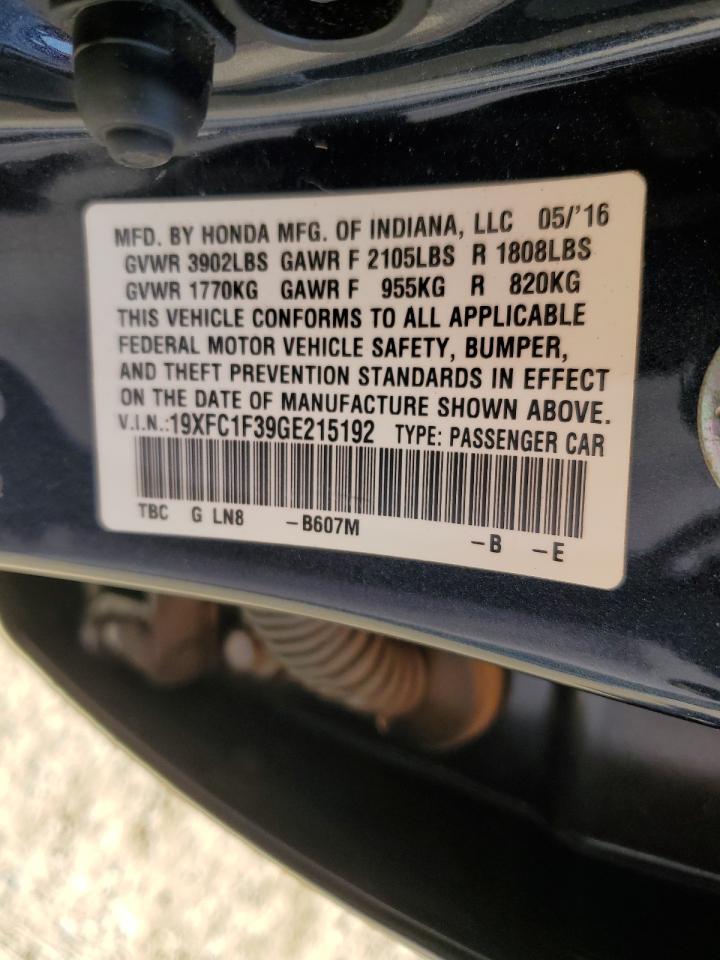 MFD. BY HONDA MFG. OF INDIANA, LLC 05/'16
GVWR 3902LBS GAWR F 2105LBS R 1808LBS
GVWR 1770KG GAWR F 955KG R 820KG
THIS VEHICLE CONFORMS TO ALL APPLICABLE
FEDERAL MOTOR VEHICLE SAFETY, BUMPER,
AND THEFT PREVENTION STANDARDS IN EFFECT
ON THE DATE OF MANUFACTURE SHOWN ABOVE.
V.I.N.:19XFC1F39GE215192 TYPE: PASSENGER CAR
TBC G LN8 -B607M -B -E